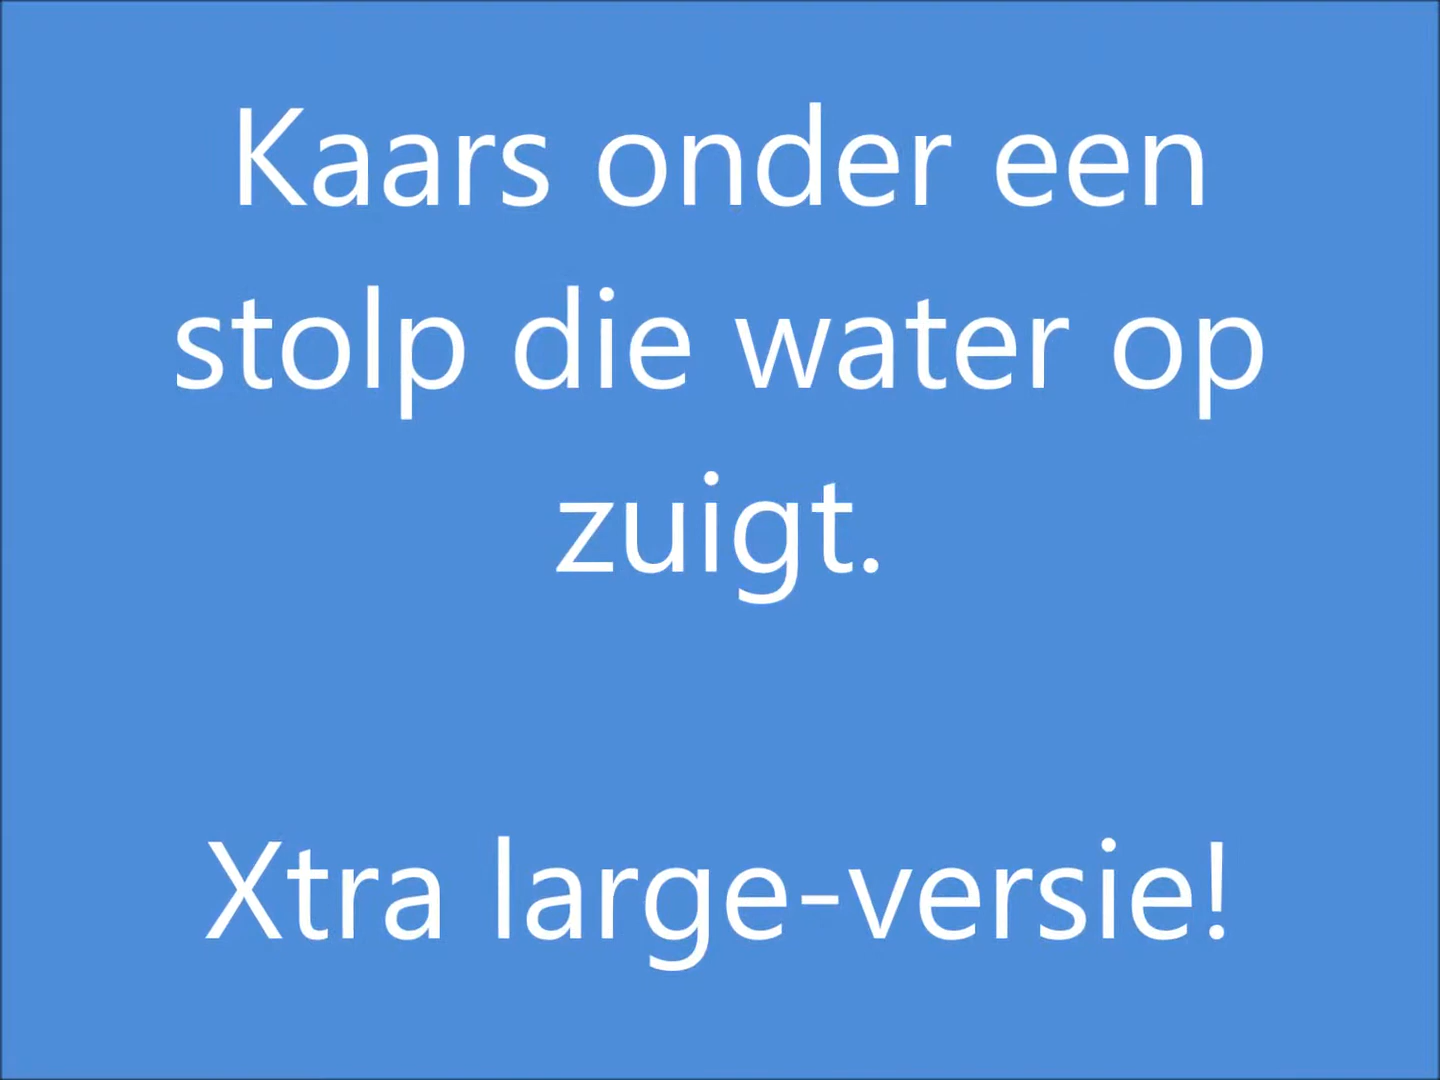 Kaars onder een
stolp die water op
zuigt.
Xtra large-versie!